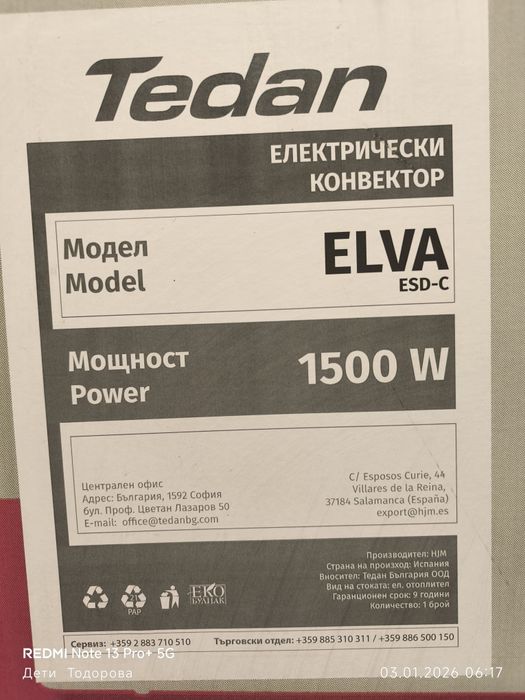 Tedan
ЕЛЕКТРИЧЕСКИ
КОНВЕКТОР
Модел
Model
ELVA
ESD-C
Мощност
Power
1500 W
Централен офис
Адрес: България, 1592 София
бул. Проф. Цветан Лазаров 50
E-mail: office@tedanbg.com
C/ Esposos Curie, 44
Villares de la Reina,
37184 Salamanca (España)
export@hjm.es
Производител: HJM
Страна на произход: Испания
Вносител: Тедан България ООД
Вид на стоката: ел. отоплител
Гаранционен срок: 9 години
Количество: 1 брой
PAP
ЕКО
БУЛПАК
Сервиз: +359 2 883 710 510
Търговски отдел: +359 885 310 311 / +359 886 500 150
REDMI Note 13 Pro+ 5G
Дети Тодорова
03.01.2026 06:17